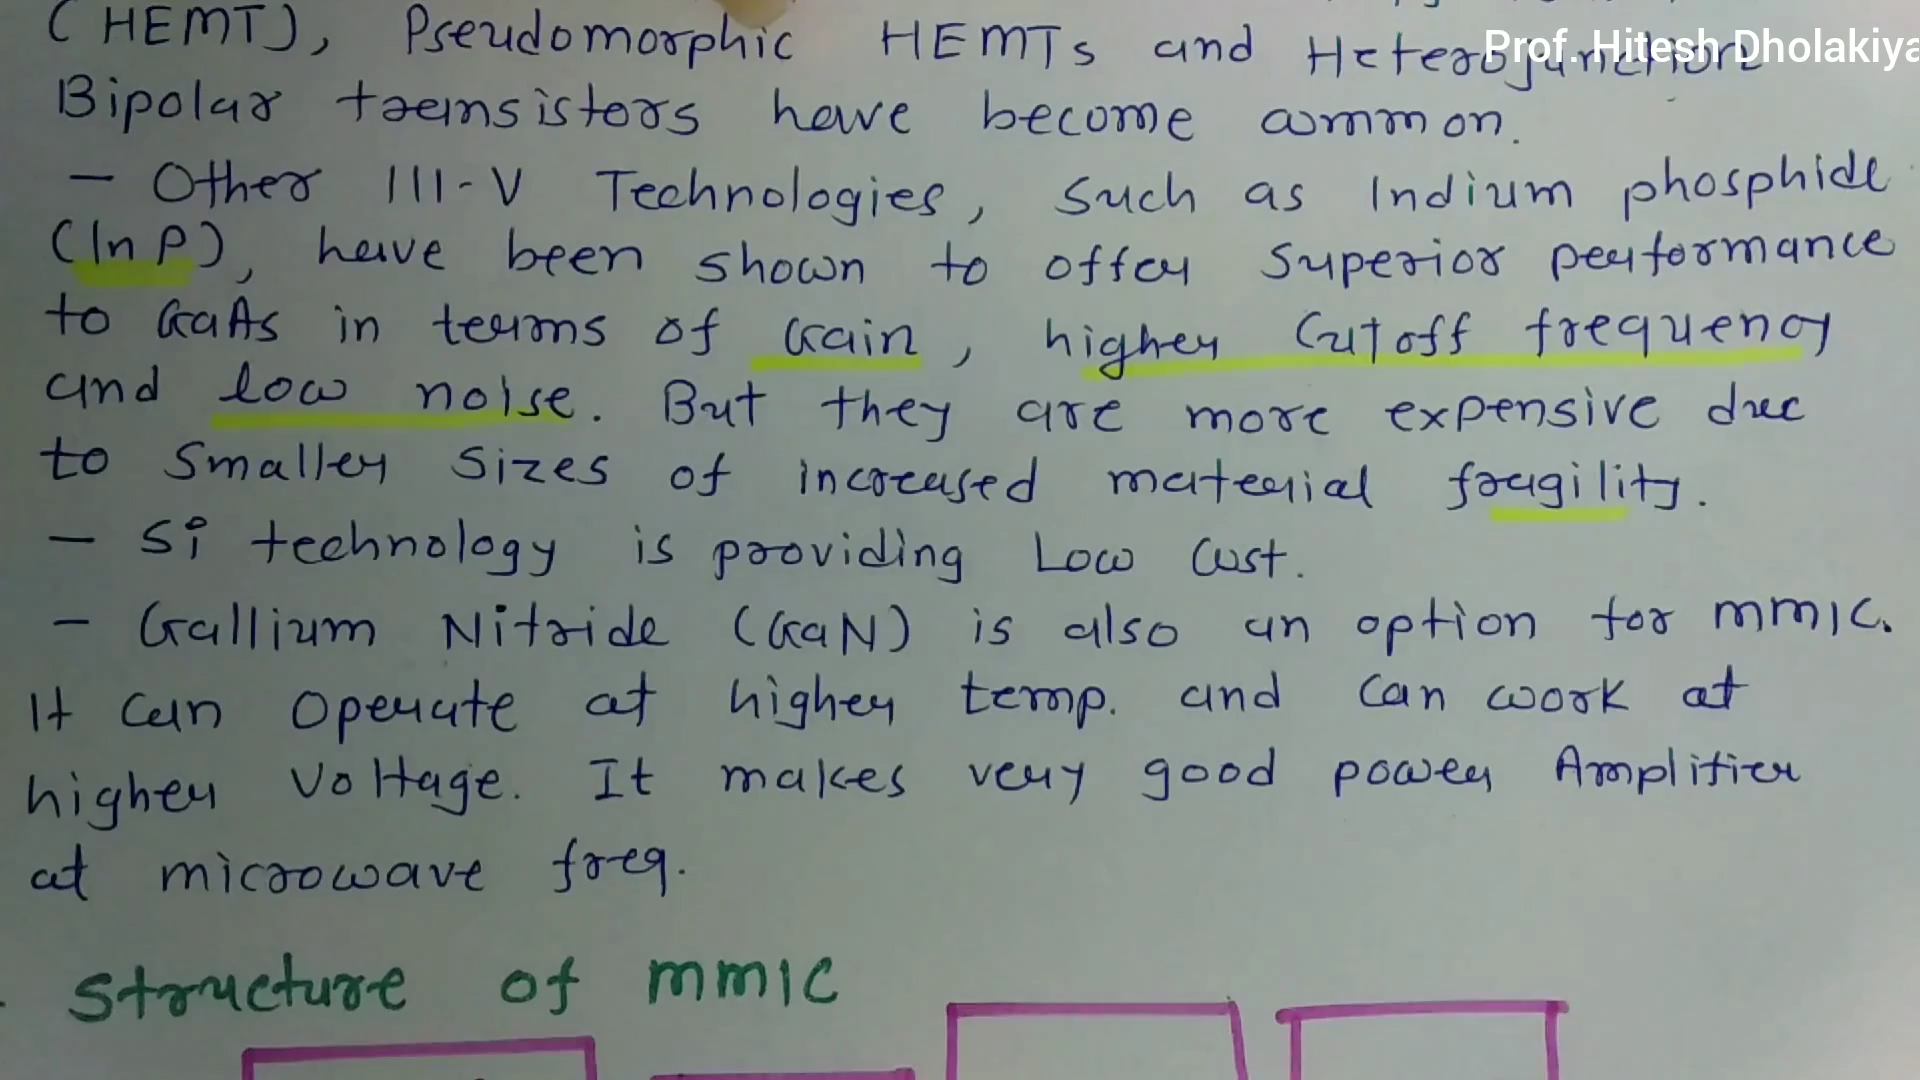 (HEMT), Pseudomorphic HEMTs and Heterojunction
Prof. Hitesh Dholakiya
Bipolar transistors have become common.
- Other III-V Technologies, such as Indium phosphide
(InP), have been shown to offer superior performance
to GaAs in terms of Gain, higher Cutoff frequency
and low noise. But they are more expensive due
to smaller sizes of increased material fragility.
- Si technology is providing Low Cost.
- Gallium Nitride (GaN) is also an option for MMIC.
It can operate at higher temp. and can work at
higher Voltage. It makes very good power Amplifier
at microwave freq.
Structure of MMIC